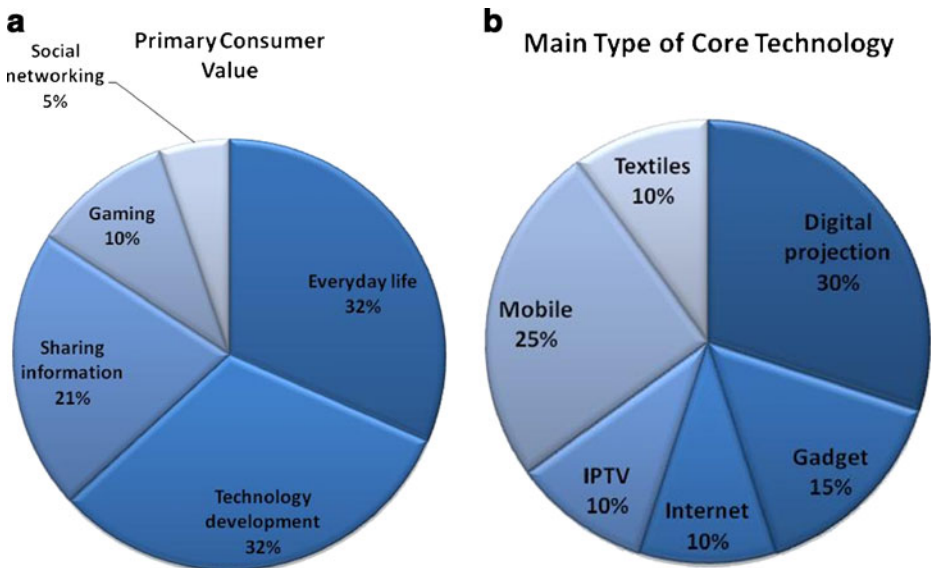 a
Primary Consumer
Value
Social
networking
5%
Gaming
10%
Everyday life
32%
Sharing
information
21%
Technology
development
32%
b
Main Type of Core Technology
Textiles
10%
Digital
projection
30%
Mobile
25%
Gadget
15%
IPTV
10%
Internet
10%